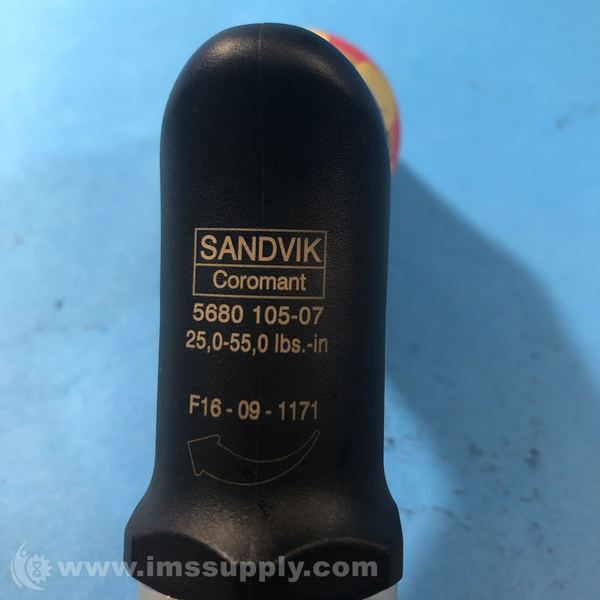 SANDVIK
Coromant
5680 105-07
25,0-55,0 lbs.-in
F16 - 09 - 1171
www.imssupply.com